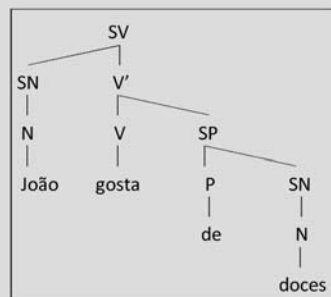 SV
SN V’
N V SP
João gosta P SN
de N
doces